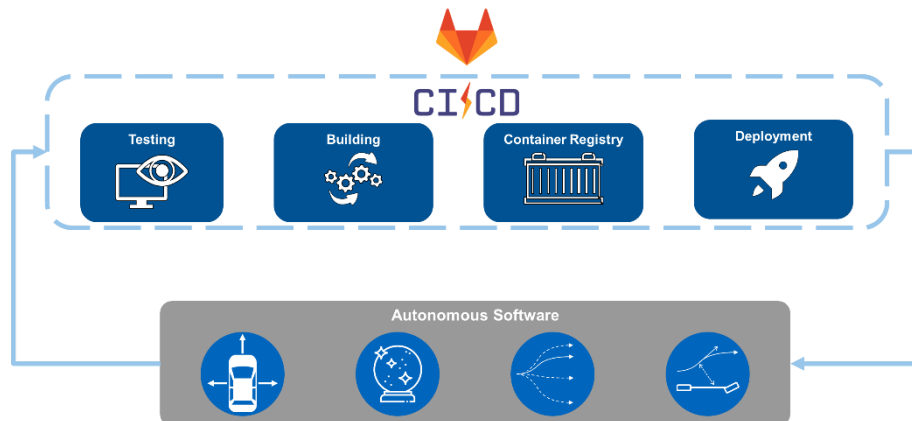 CI CD
Testing
Building
Container Registry
Deployment
Autonomous Software